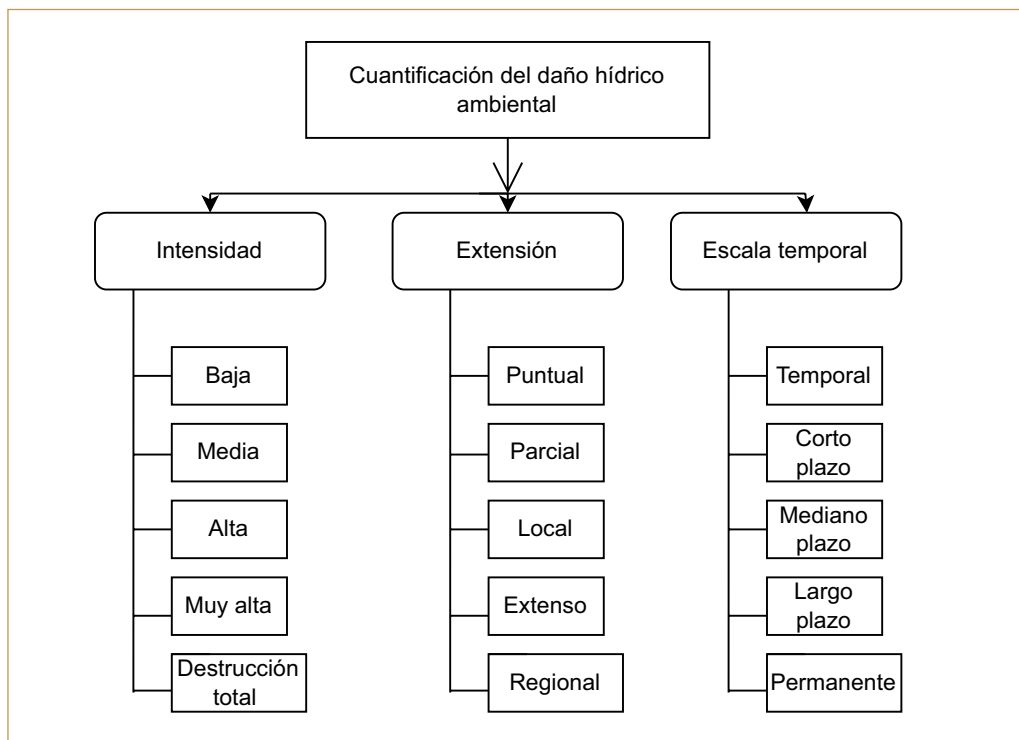 Cuantificación del daño hídrico
ambiental
Intensidad
Extensión
Escala temporal
Baja
Puntual
Temporal
Media
Parcial
Corto
plazo
Alta
Local
Mediano
plazo
Muy alta
Extenso
Largo
plazo
Destrucción
total
Regional
Permanente